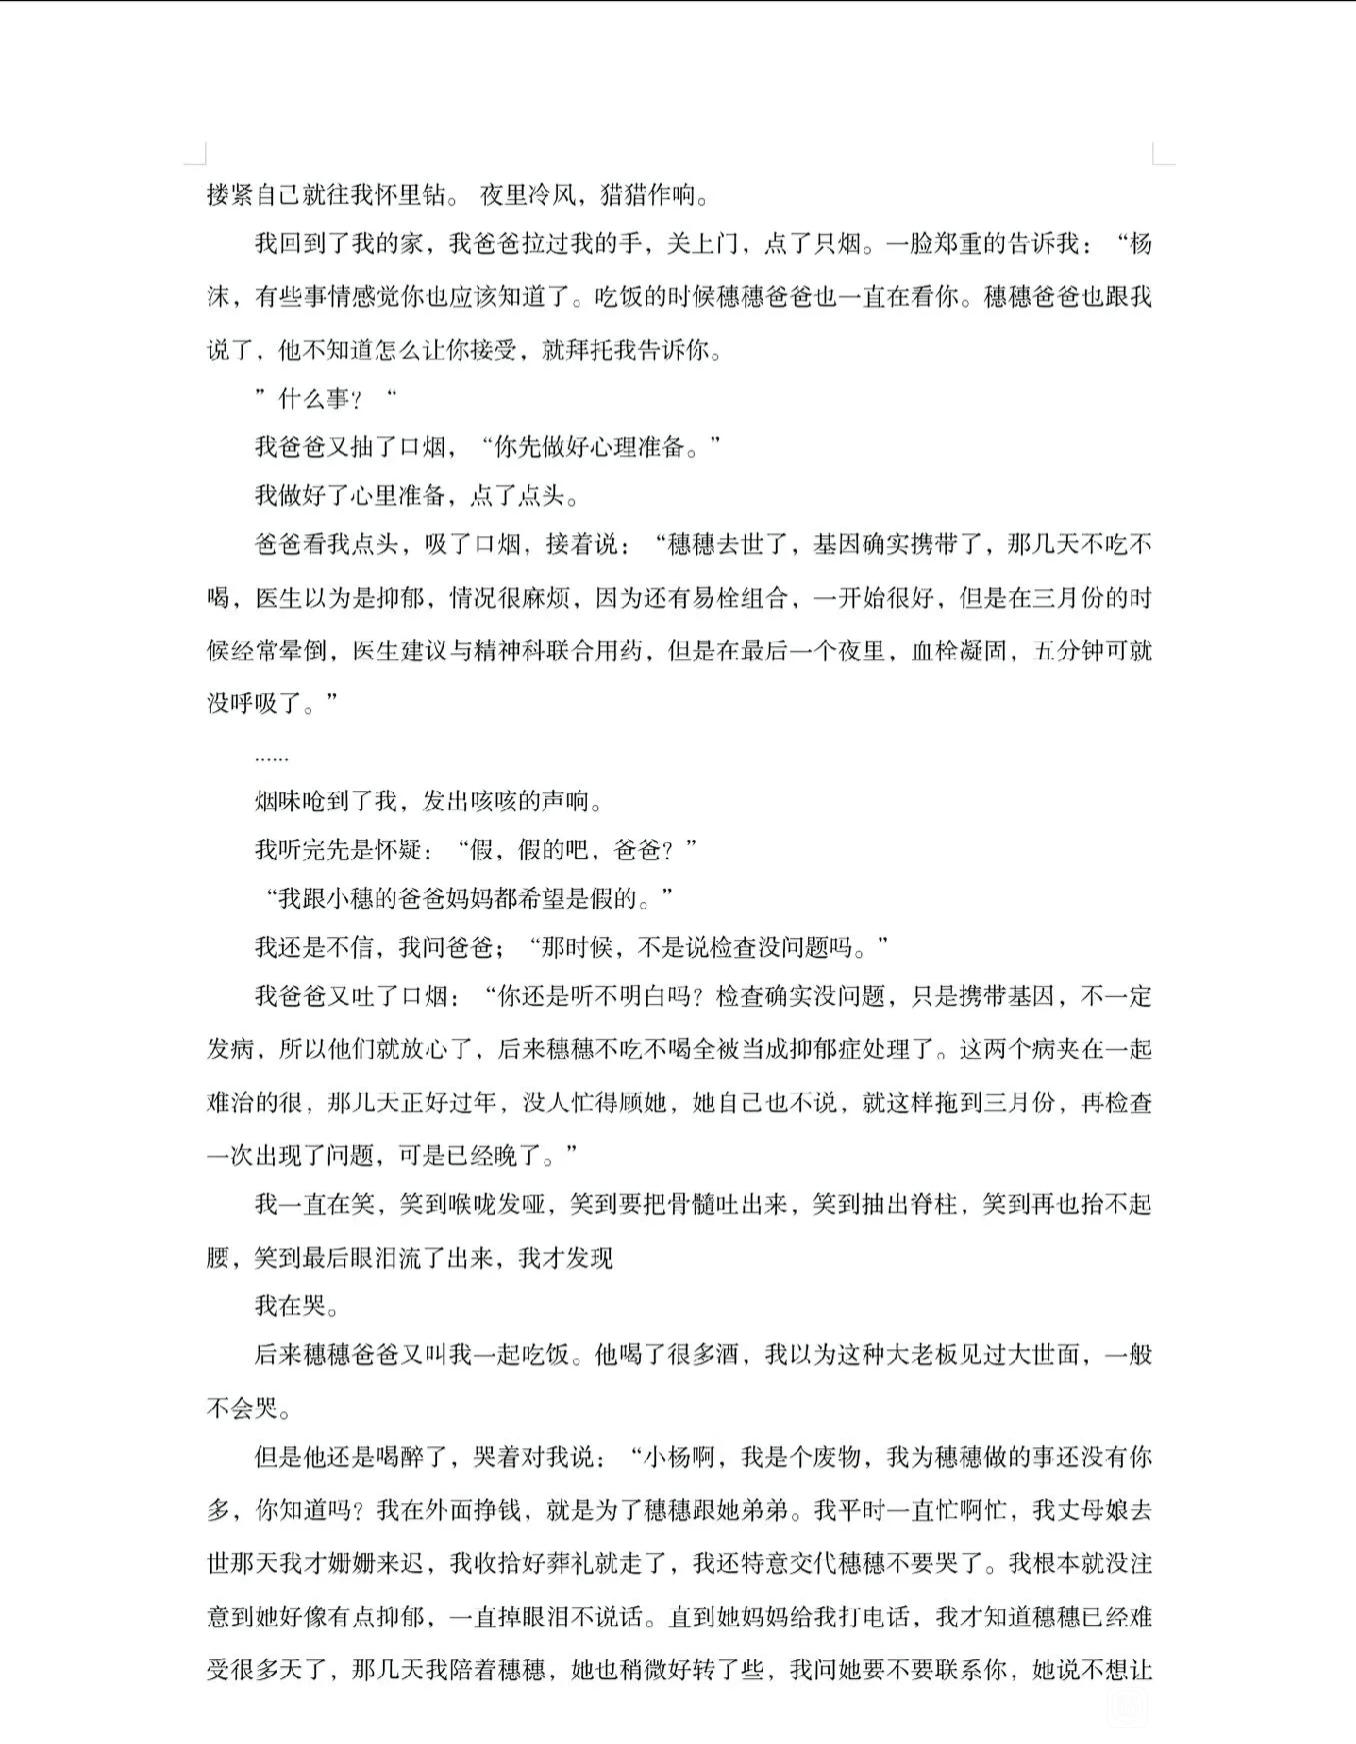 搂紧自己就往我怀里钻。 夜里冷风，猎猎作响。
我回到了我的家，我爸爸拉过我的手，关上门，点了只烟。一脸郑重的告诉我：“杨
沫，有些事情感觉你也应该知道了。吃饭的时候穗穗爸爸也一直在看你。穗穗爸爸也跟我
说了，他不知道怎么让你接受，就拜托我告诉你。
”什么事？“
我爸爸又抽了口烟，“你先做好心理准备。”
我做好了心里准备，点了点头。
爸爸看我点头，吸了口烟，接着说：“穗穗去世了，基因确实携带了，那几天不吃不
喝，医生以为是抑郁，情况很麻烦，因为还有易栓组合，一开始很好，但是在三月份的时
候经常晕倒，医生建议与精神科联合用药，但是在最后一个夜里，血栓凝固，五分钟可就
没呼吸了。”
......
烟味呛到了我，发出咳咳的声响。
我听完先是怀疑：“假，假的吧，爸爸？”
“我跟小穗的爸爸妈妈都希望是假的。”
我还是不信，我问爸爸；“那时候，不是说检查没问题吗。”
我爸爸又吐了口烟：“你还是听不明白吗？检查确实没问题，只是携带基因，不一定
发病，所以他们就放心了，后来穗穗不吃不喝全被当成抑郁症处理了。这两个病夹在一起
难治的很，那几天正好过年，没人忙得顾她，她自己也不说，就这样拖到三月份，再检查
一次出现了问题，可是已经晚了。”
我一直在笑，笑到喉咙发哑，笑到要把骨髓吐出来，笑到抽出脊柱，笑到再也抬不起
腰，笑到最后眼泪流了出来，我才发现
我在哭。
后来穗穗爸爸又叫我一起吃饭。他喝了很多酒，我以为这种大老板见过大世面，一般
不会哭。
但是他还是喝醉了，哭着对我说：“小杨啊，我是个废物，我为穗穗做的事还没有你
多，你知道吗？我在外面挣钱，就是为了穗穗跟她弟弟。我平时一直忙啊忙，我丈母娘去
世那天我才姗姗来迟，我收拾好葬礼就走了，我还特意交代穗穗不要哭了。我根本就没注
意到她好像有点抑郁，一直掉眼泪不说话。直到她妈妈给我打电话，我才知道穗穗已经难
受很多天了，那几天我陪着穗穗，她也稍微好转了些，我问她要不要联系你，她说不想让